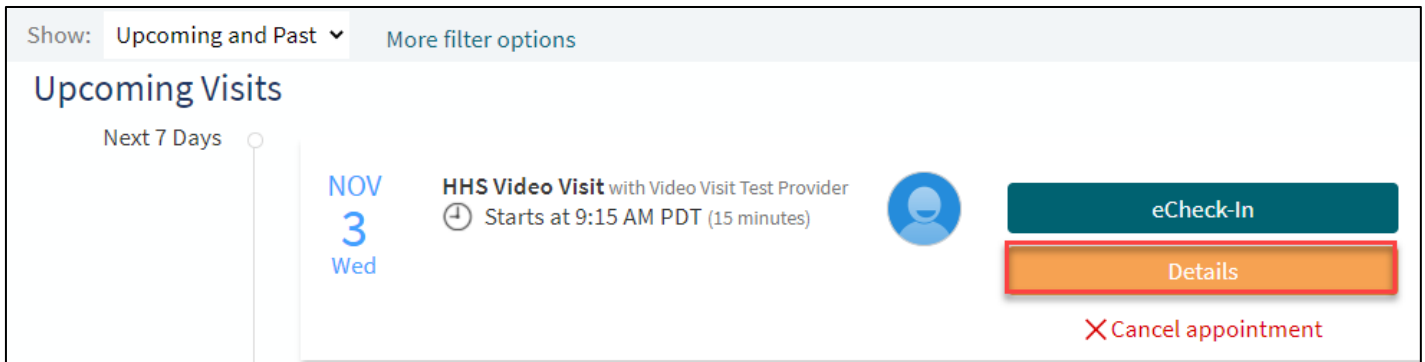 Show: Upcoming and Past More filter options
Upcoming Visits
Next 7 Days
NOV
3
Wed
HHS Video Visit with Video Visit Test Provider
Starts at 9:15 AM PDT (15 minutes)
eCheck-In
Details
Cancel appointment